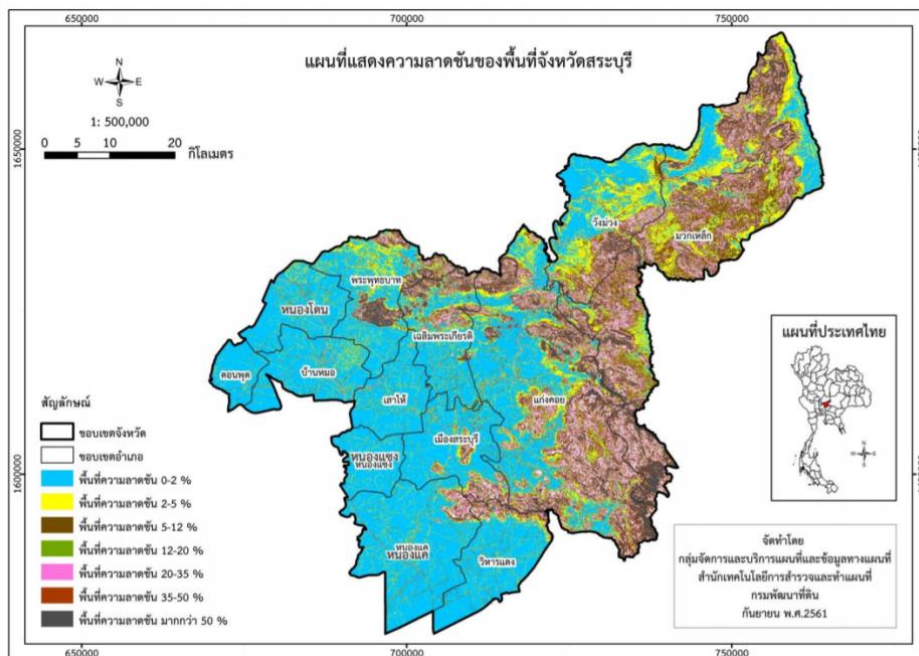 650000
700000
750000
แผนที่แสดงความลาดชันของพื้นที่จังหวัดสระบุรี
N
W E
S
1: 500,000
0 5 10 20 กิโลเมตร
1650000
วังม่วง
มวกเหล็ก
พระพุทธบาท
หนองโดน
เฉลิมพระเกียรติ
ดอนพุด
บ้านหมอ
เสาไห้
แก่งคอย
เมืองสระบุรี
หนองแซง
หนองแซง
หนองแค
หนองแค
วิหารแดง
แผนที่ประเทศไทย
N
W E
S
สัญลักษณ์
ขอบเขตจังหวัด
ขอบเขตอำเภอ
พื้นที่ความลาดชัน 0-2 %
พื้นที่ความลาดชัน 2-5 %
พื้นที่ความลาดชัน 5-12 %
พื้นที่ความลาดชัน 12-20 %
พื้นที่ความลาดชัน 20-35 %
พื้นที่ความลาดชัน 35-50 %
พื้นที่ความลาดชัน มากกว่า 50 %
1600000
จัดทำโดย
กลุ่มจัดการและบริการแผนที่และข้อมูลทางแผนที่
สำนักเทคโนโลยีการสำรวจและทำแผนที่
กรมพัฒนาที่ดิน
กันยายน พ.ศ.2561
650000
700000
750000